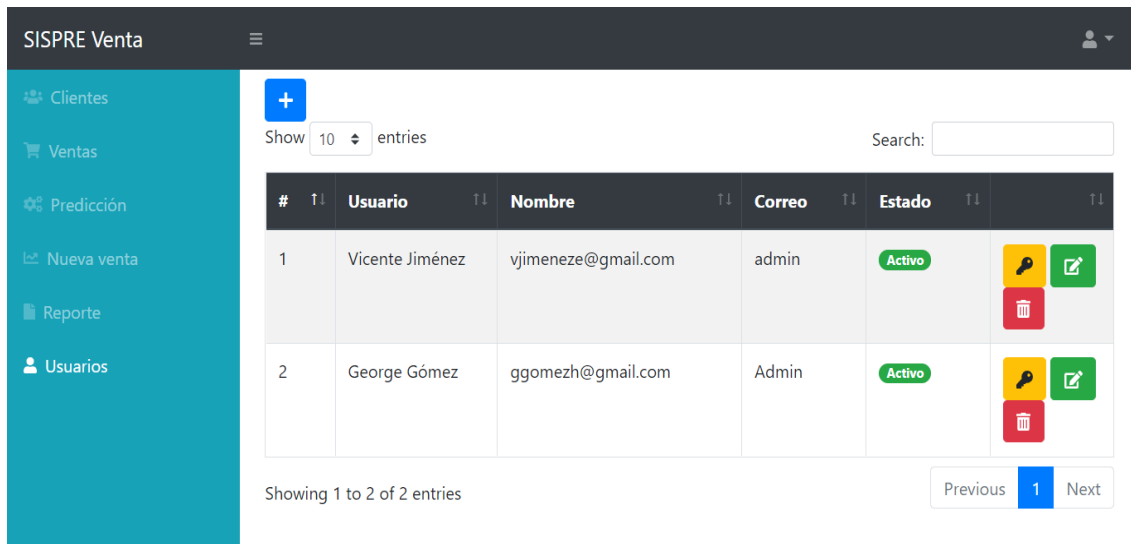 SISPRE Venta
Clientes
Ventas
Predicción
Nueva venta
Reporte
Usuarios
Show 10 entries
Search:
# Usuario Nombre Correo Estado
1 Vicente Jiménez vjimeneze@gmail.com admin Activo
2 George Gómez ggomezh@gmail.com Admin Activo
Showing 1 to 2 of 2 entries
Previous 1 Next